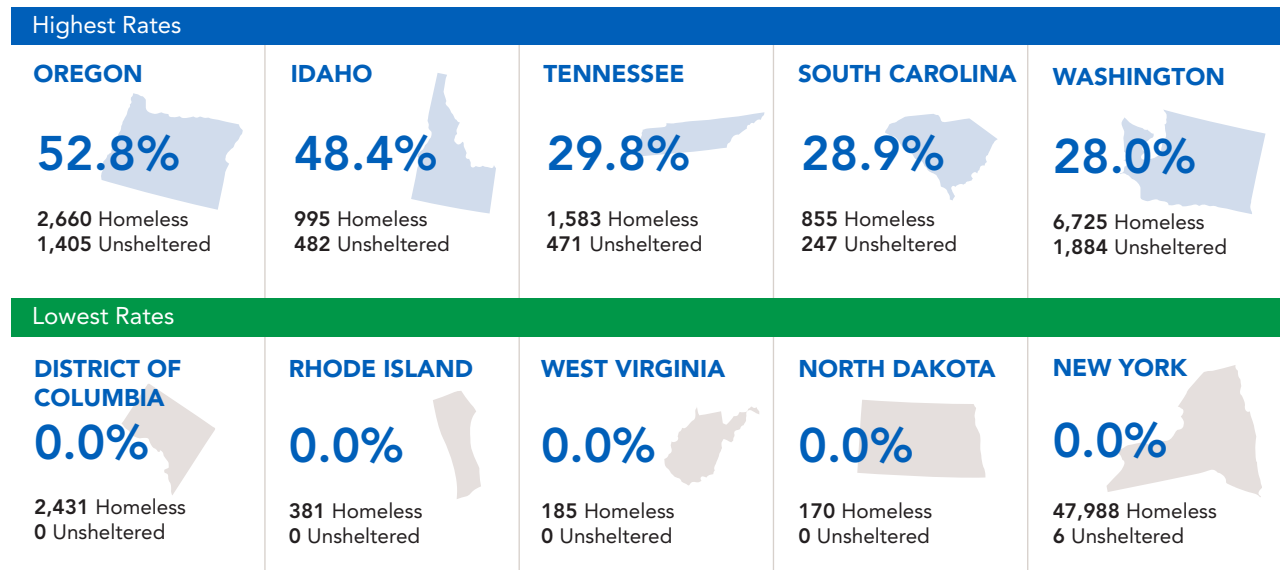 Highest Rates
OREGON
52.8%
2,660 Homeless
1,405 Unsheltered
IDAHO
48.4%
995 Homeless
482 Unsheltered
TENNESSEE
29.8%
1,583 Homeless
471 Unsheltered
SOUTH CAROLINA
28.9%
855 Homeless
247 Unsheltered
WASHINGTON
28.0%
6,725 Homeless
1,884 Unsheltered
Lowest Rates
DISTRICT OF
COLUMBIA
0.0%
2,431 Homeless
0 Unsheltered
RHODE ISLAND
0.0%
381 Homeless
0 Unsheltered
WEST VIRGINIA
0.0%
185 Homeless
0 Unsheltered
NORTH DAKOTA
0.0%
170 Homeless
0 Unsheltered
NEW YORK
0.0%
47,988 Homeless
6 Unsheltered